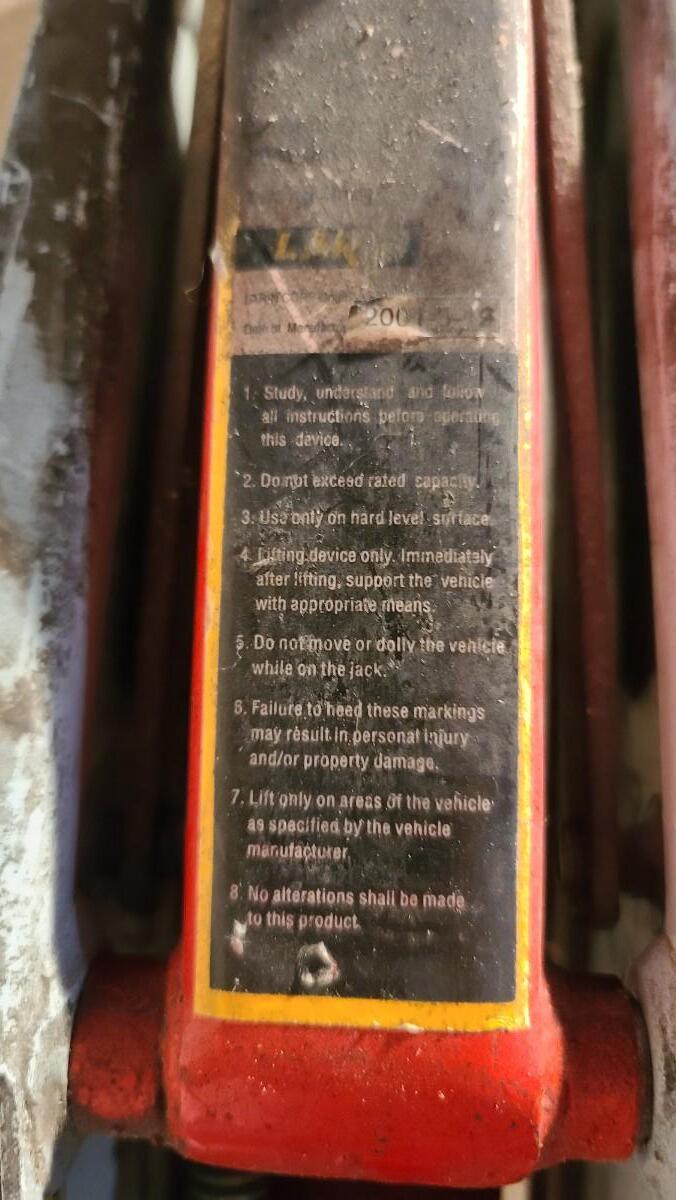 LAR
Date of Manufac
200
1. Study, understand and follow
all instructions before operating
this device.
2. Do not exceed rated capacity.
3. Use only on hard level surface.
4. Lifting device only. Immediately
after lifting, support the vehicle
with appropriate means.
5. Do not move or dolly the vehicle
while on the jack.
6. Failure to heed these markings
may result in personal injury
and/or property damage.
7. Lift only on areas of the vehicle
as specified by the vehicle
manufacturer.
8. No alterations shall be made
to this product.